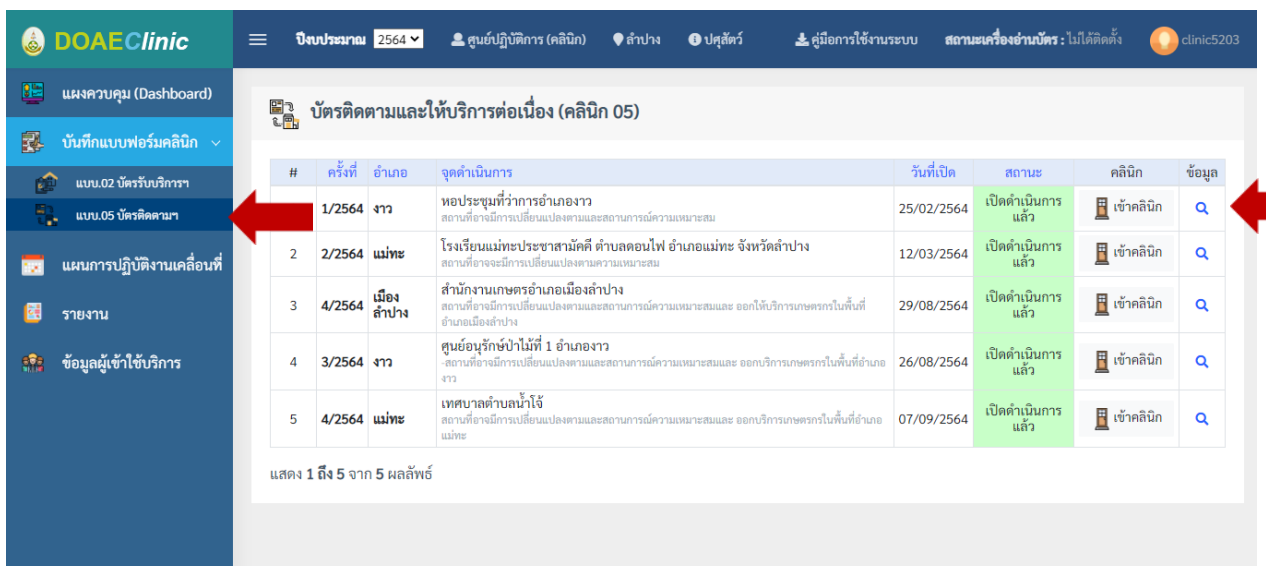 DOAEClinic
ปีงบประมาณ 2564 ศูนย์ปฏิบัติการ (คลินิก) ลำปาง ปศุสัตว์ คู่มือการใช้งานระบบ สถานะเครื่องอ่านบัตร : ไม่ได้ติดตั้ง clinic5203
แผงควบคุม (Dashboard)
บันทึกแบบฟอร์มคลินิก
แบบ.02 บัตรรับบริการฯ
แบบ.05 บัตรติดตามฯ
แผนการปฏิบัติงานเคลื่อนที่
รายงาน
ข้อมูลผู้เข้าใช้บริการ
บัตรติดตามและให้บริการต่อเนื่อง (คลินิก 05)
# ครั้งที่ อำเภอ จุดดำเนินการ วันที่เปิด สถานะ คลินิก ข้อมูล
1/2564 งาว หอประชุมที่ว่าการอำเภองาว
สถานที่อาจมีการเปลี่ยนแปลงตามและสถานการณ์ความเหมาะสม
25/02/2564 เปิดดำเนินการ
แล้ว
เข้าคลินิก
2 2/2564 แม่ทะ โรงเรียนแม่ทะประชาสามัคคี ตำบลดอนไฟ อำเภอแม่ทะ จังหวัดลำปาง
สถานที่อาจจะมีการเปลี่ยนแปลงตามความเหมาะสม
12/03/2564 เปิดดำเนินการ
แล้ว
เข้าคลินิก
3 4/2564 เมือง
ลำปาง
สำนักงานเกษตรอำเภอเมืองลำปาง
สถานที่อาจมีการเปลี่ยนแปลงตามและสถานการณ์ความเหมาะสมและ ออกให้บริการเกษตรกรในพื้นที่
อำเภอเมืองลำปาง
29/08/2564 เปิดดำเนินการ
แล้ว
เข้าคลินิก
4 3/2564 งาว ศูนย์อนุรักษ์ป่าไม้ที่ 1 อำเภองาว
-สถานที่อาจมีการเปลี่ยนแปลงตามและสถานการณ์ความเหมาะสมและ ออกบริการเกษตรกรในพื้นที่อำเภอ
งาว
26/08/2564 เปิดดำเนินการ
แล้ว
เข้าคลินิก
5 4/2564 แม่ทะ เทศบาลตำบลน้ำโจ้
สถานที่อาจมีการเปลี่ยนแปลงตามและสถานการณ์ความเหมาะสมและ ออกบริการเกษตรกรในพื้นที่อำเภอ
แม่ทะ
07/09/2564 เปิดดำเนินการ
แล้ว
เข้าคลินิก
แสดง 1 ถึง 5 จาก 5 ผลลัพธ์